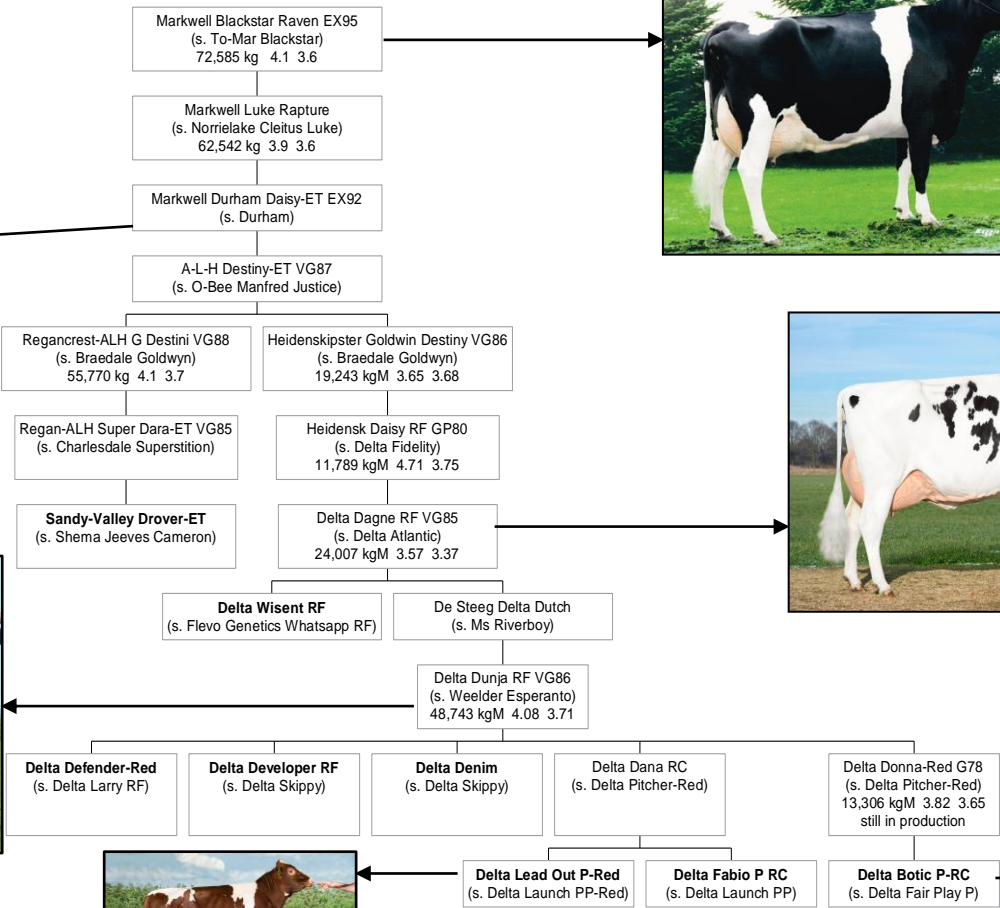 Markwell Blackstar Raven EX95
(s. To-Mar Blackstar)
72,585 kg 4.1 3.6
Markwell Luke Rapture
(s. Norrielake Cleitus Luke)
62,542 kg 3.9 3.6
Markwell Durham Daisy-ET EX92
(s. Durham)
A-L-H Destiny-ET VG87
(s. O-Bee Manfred Justice)
Regancrest-ALH G Destini VG88
(s. Braedale Goldwyn)
55,770 kg 4.1 3.7
Heidenskipster Goldwin Destiny VG86
(s. Braedale Goldwyn)
19,243 kgM 3.65 3.68
Regan-ALH Super Dara-ET VG85
(s. Charlesdale Superstition)
Heidensk Daisy RF GP80
(s. Delta Fidelity)
11,789 kgM 4.71 3.75
Sandy-Valley Drover-ET
(s. Shema Jeeves Cameron)
Delta Dagne RF VG85
(s. Delta Atlantic)
24,007 kgM 3.57 3.37
Delta Wisent RF
(s. Flevo Genetics Whatsapp RF)
De Steeg Delta Dutch
(s. Ms Riverboy)
Delta Dunja RF VG86
(s. Weelder Esperanto)
48,743 kgM 4.08 3.71
Delta Defender-Red
(s. Delta Larry RF)
Delta Developer RF
(s. Delta Skippy)
Delta Denim
(s. Delta Skippy)
Delta Dana RC
(s. Delta Pitcher-Red)
Delta Donna-Red G78
(s. Delta Pitcher-Red)
13,306 kgM 3.82 3.65
still in production
Delta Lead Out P-Red
(s. Delta Launch PP-Red)
Delta Fabio P RC
(s. Delta Launch PP)
Delta Botic P-RC
(s. Delta Fair Play P)